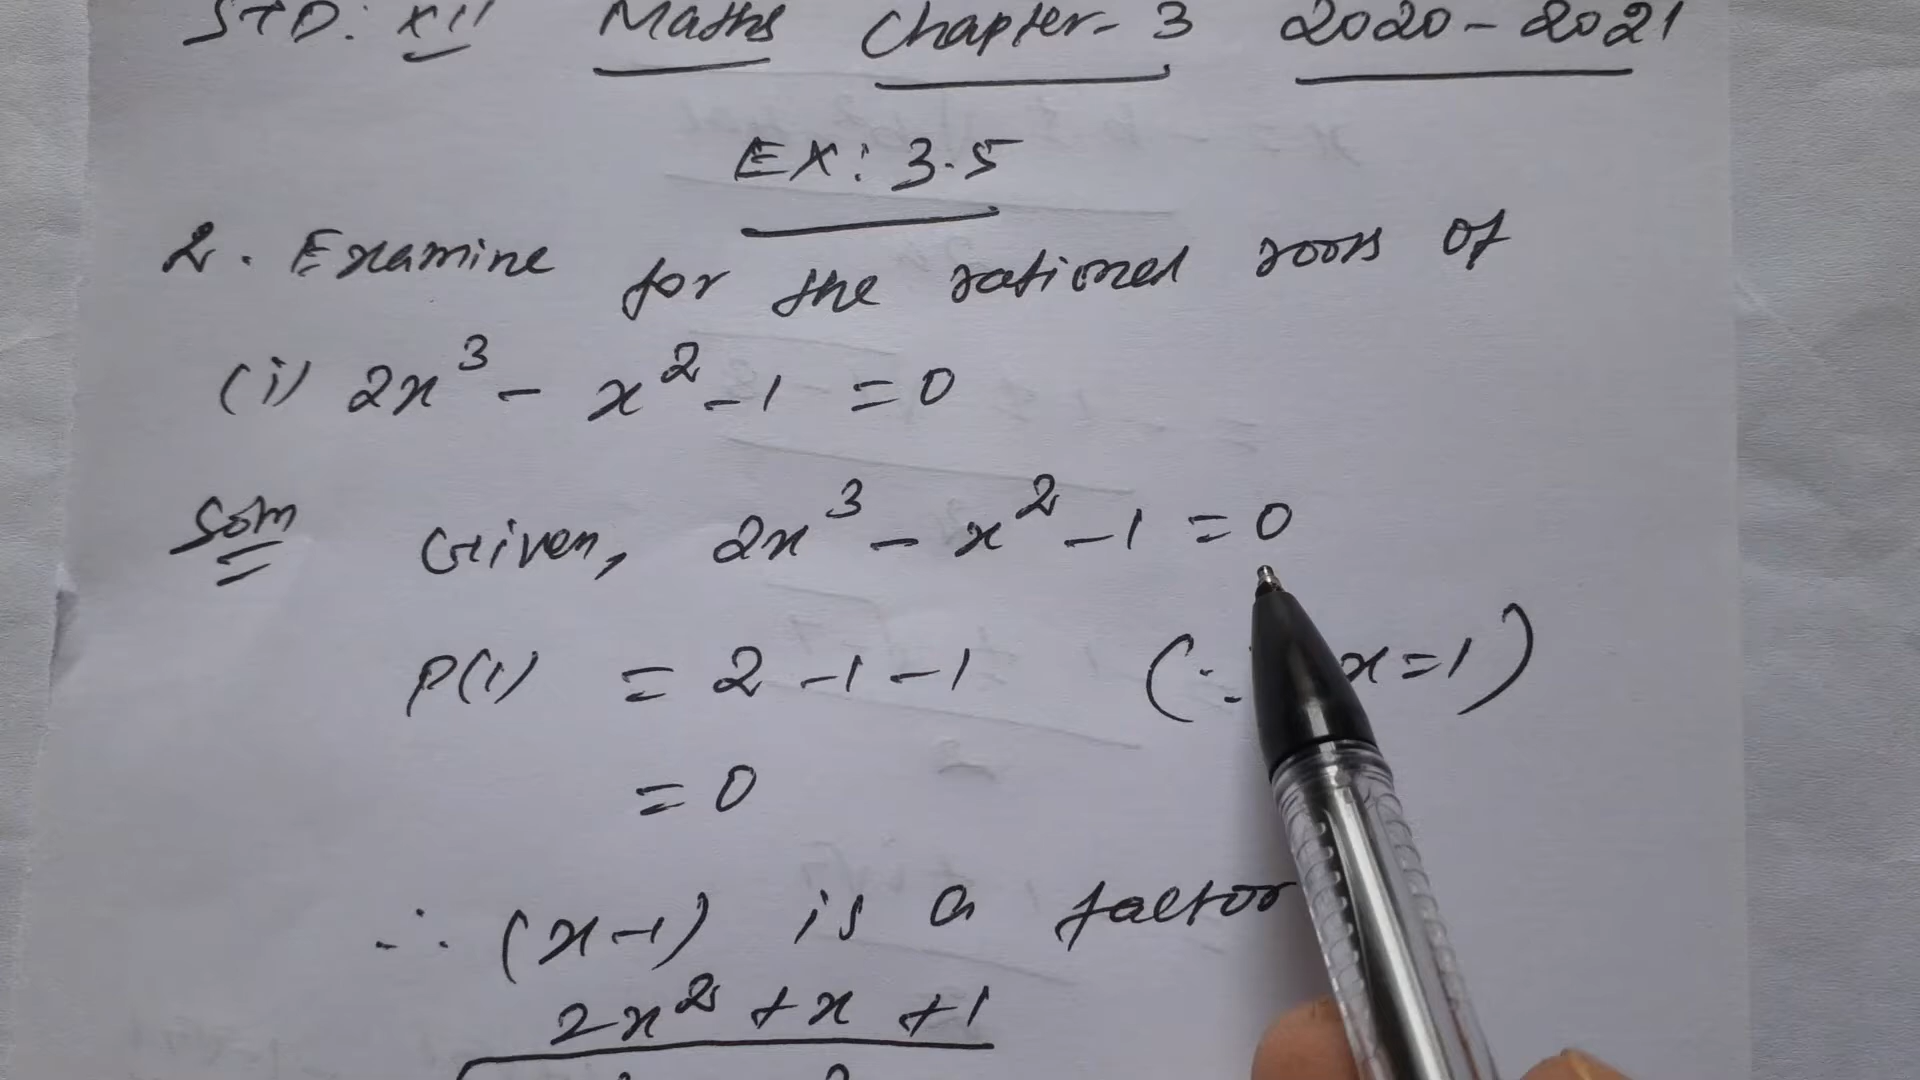 STD: XII Maths Chapter-3 2020-2021
EX: 3.5
2. Examine for the rational roots of
(i) 2x³ - x² - 1 = 0
Soln Given, 2x³ - x² - 1 = 0
P(1) = 2 - 1 - 1 (∵ x = 1)
= 0
∴ (x-1) is a factor
2x² + x + 1